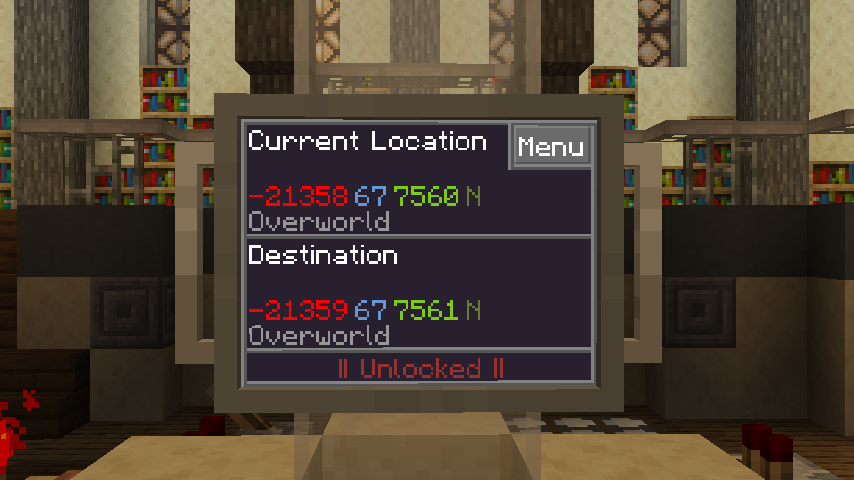 Current Location
Menu
-21358 67 7560 N
Overworld
Destination
-21359 67 7561 N
Overworld
|| Unlocked ||